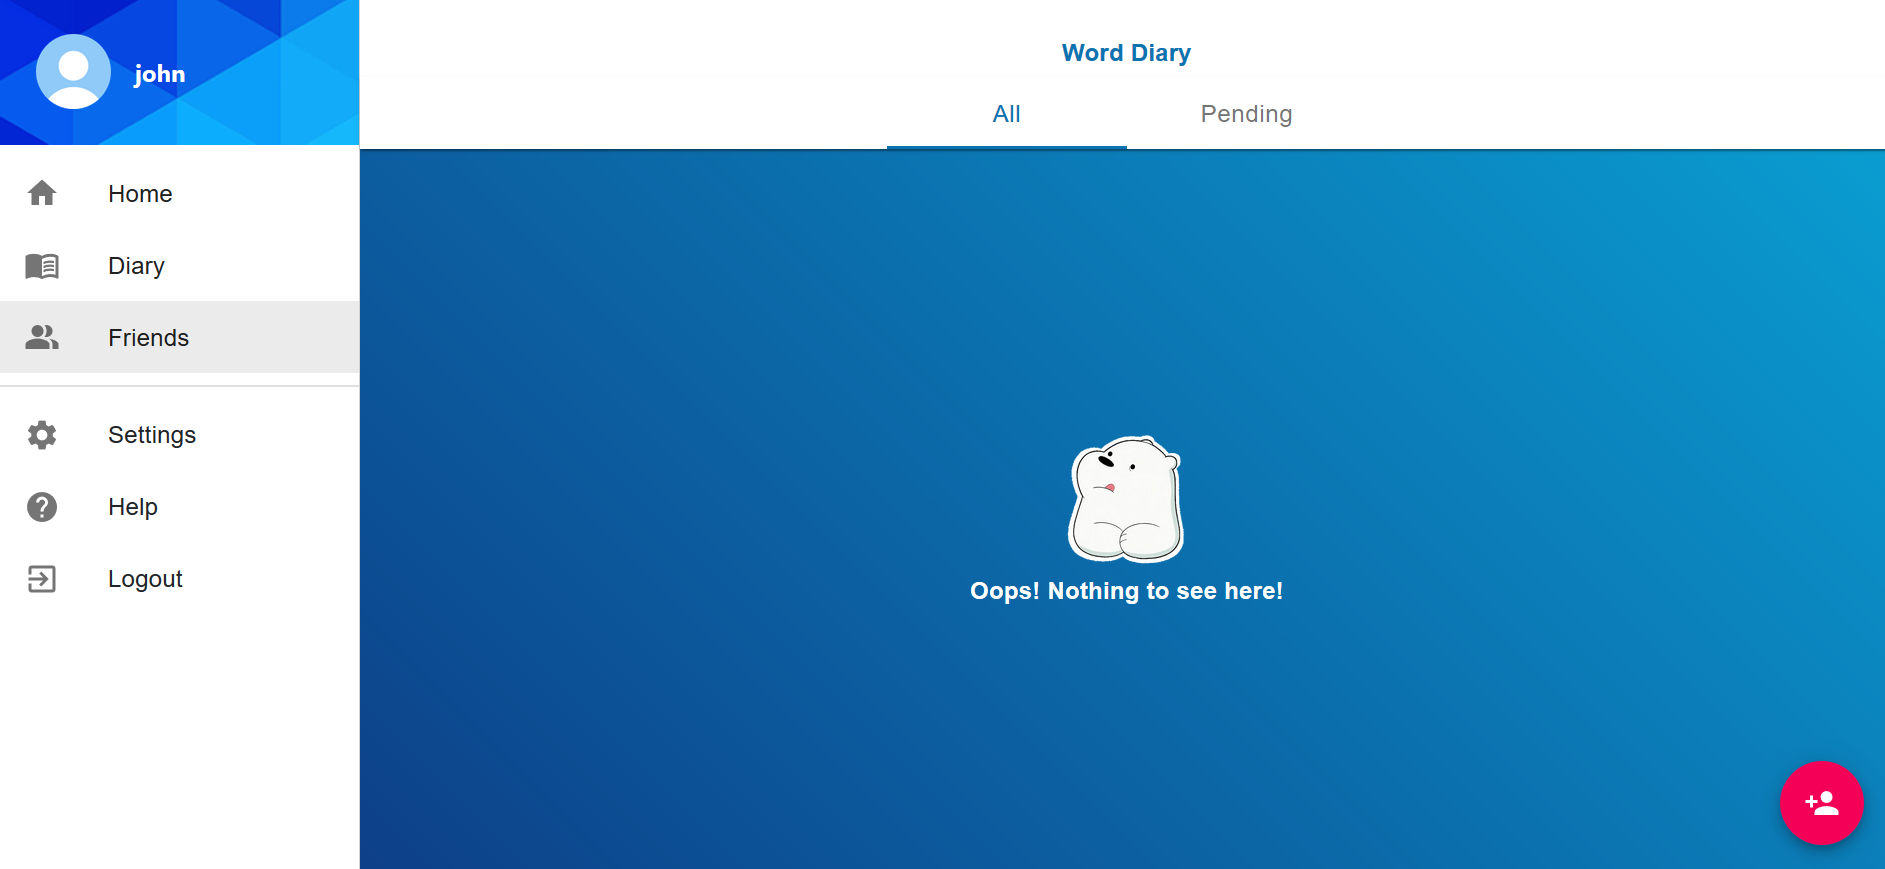 john
Home
Diary
Friends
Settings
Help
Logout
Word Diary
All
Pending
Oops! Nothing to see here!